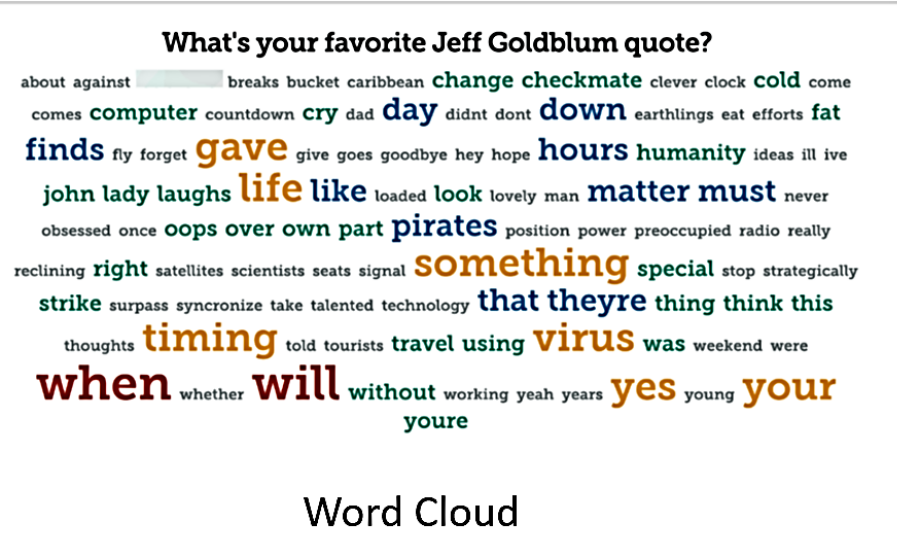 What's your favorite Jeff Goldblum quote?
about against breaks bucket caribbean change checkmate clever clock cold come
comes computer countdown cry dad day didnt dont down earthlings eat efforts fat
finds fly forget gave give goes goodbye hey hope hours humanity ideas ill ive
john lady laughs life like loaded look lovely man matter must never
obsessed once oops over own part pirates position power preoccupied radio really
reclining right satellites scientists seats signal something special stop strategically
strike surpass syncronize take talented technology that theyre thing think this
thoughts timing told tourists travel using virus was weekend were
when whether will without working yeah years yes young your
youre
Word Cloud